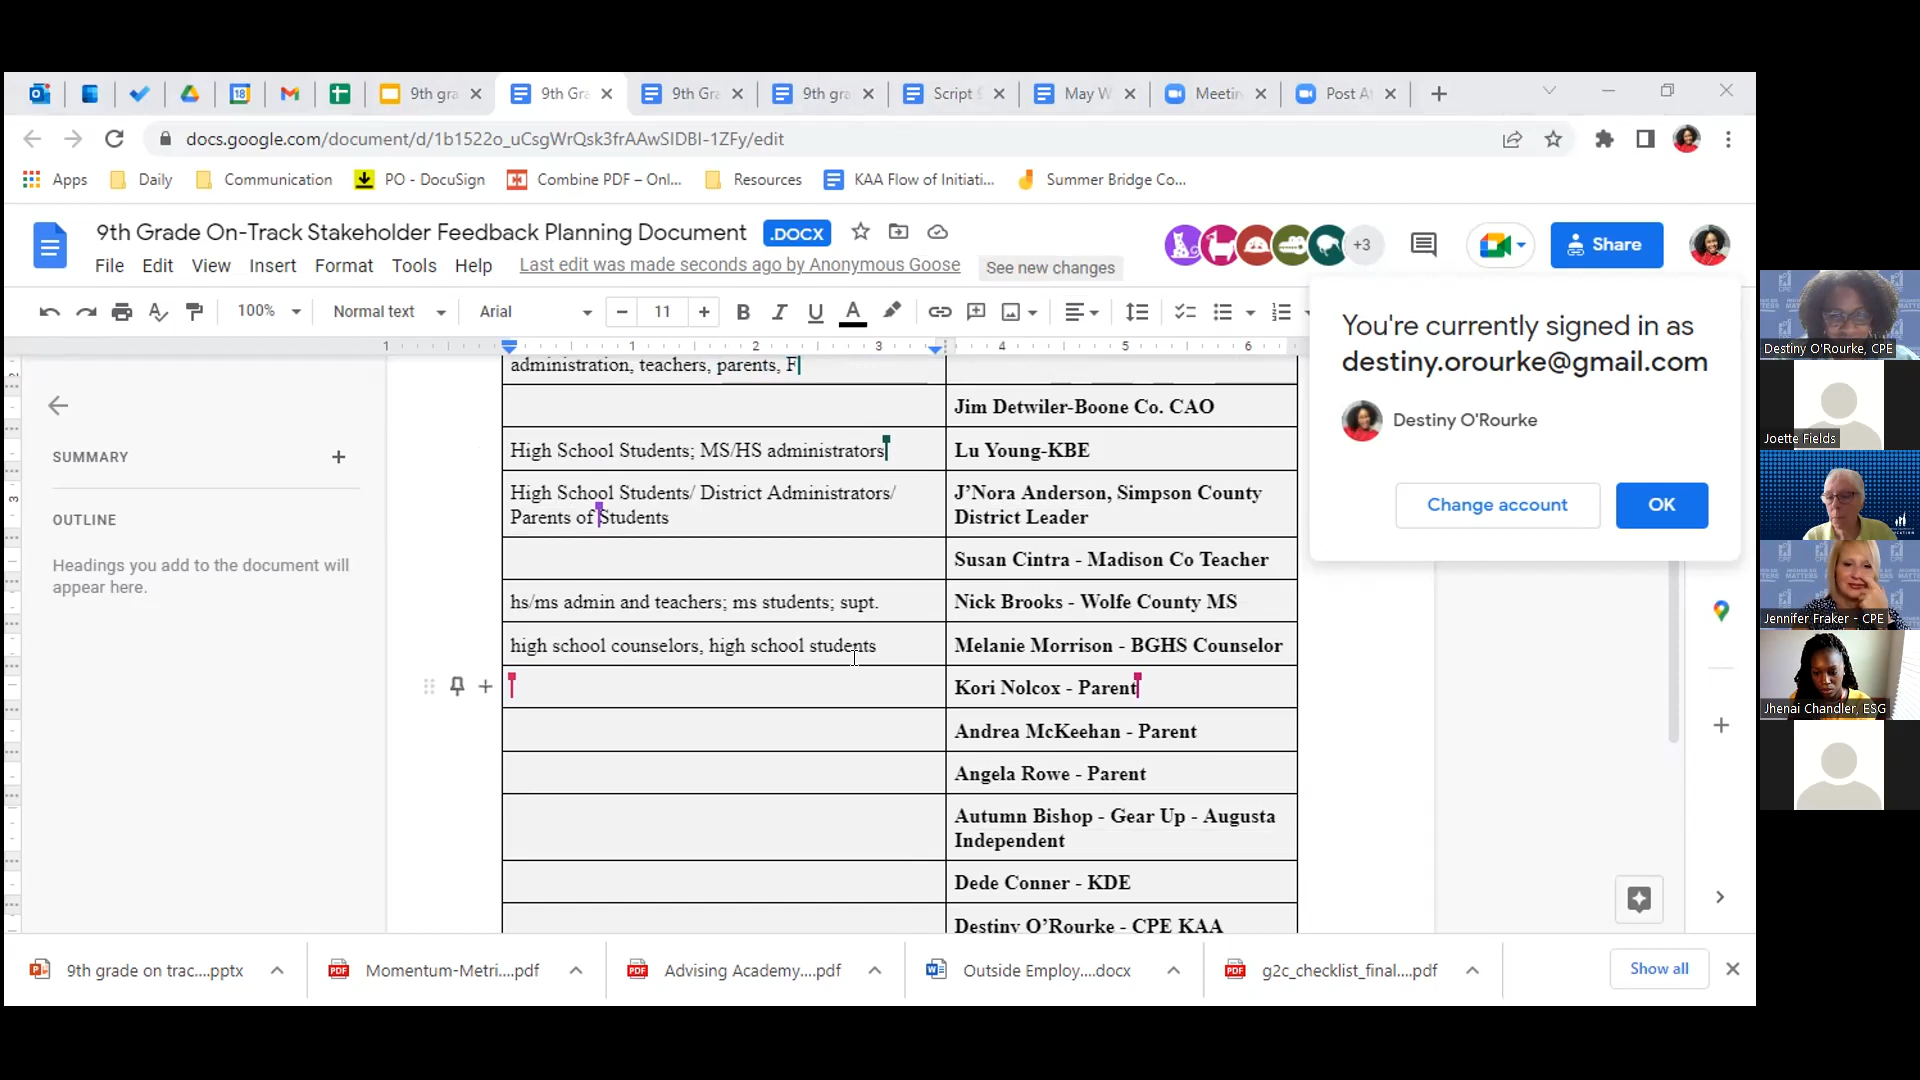 9th gra
9th Gra
9th Gra
9th gra
Script
May W
Meetin
Post A
18
docs.google.com/document/d/1b1522o_uCsgWrQsk3frAAwSIDBI-1ZFy/edit
Apps
Daily
Communication
PO - DocuSign
Combine PDF – Onl...
Resources
KAA Flow of Initiati...
Summer Bridge Co...
9th Grade On-Track Stakeholder Feedback Planning Document
.DOCX
+3
Share
File Edit View Insert Format Tools Help
Last edit was made seconds ago by Anonymous Goose
See new changes
100%
Normal text
Arial
11
1 1 2 3 4 5 6
SUMMARY
OUTLINE
Headings you add to the document will
appear here.
administration, teachers, parents, F
Jim Detwiler-Boone Co. CAO
High School Students; MS/HS administrators
Lu Young-KBE
High School Students/ District Administrators/
Parents of Students
J’Nora Anderson, Simpson County
District Leader
Susan Cintra - Madison Co Teacher
hs/ms admin and teachers; ms students; supt.
Nick Brooks - Wolfe County MS
high school counselors, high school students
Melanie Morrison - BGHS Counselor
Kori Nolcox - Parent
Andrea McKeehan - Parent
Angela Rowe - Parent
Autumn Bishop - Gear Up - Augusta
Independent
Dede Conner - KDE
Destiny O’Rourke - CPE KAA
You're currently signed in as
destiny.orourke@gmail.com
Destiny O'Rourke
Change account
OK
9th grade on trac....pptx
Momentum-Metri....pdf
Advising Academy....pdf
Outside Employ....docx
g2c_checklist_final....pdf
Show all
Destiny O'Rourke, CPE
Joette Fields
Jennifer Fraker - CPE
Jhenai Chandler, ESG